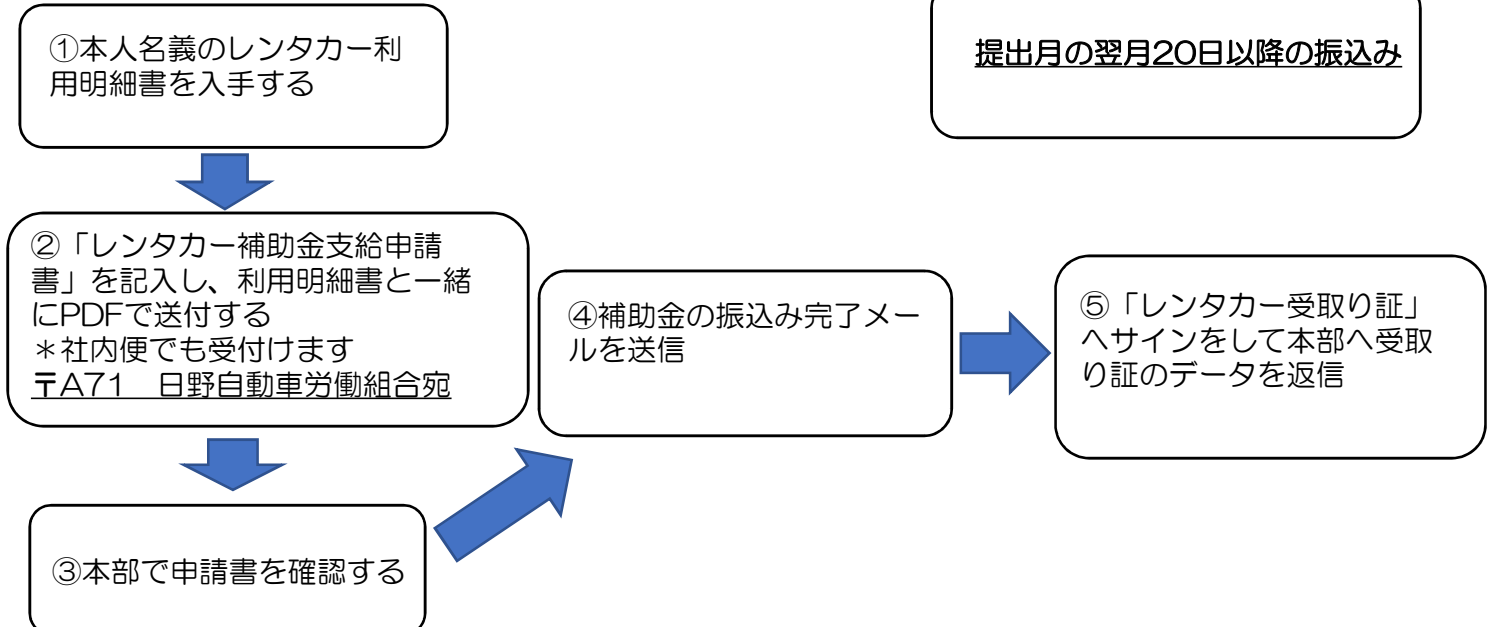 ①本人名義のレンタカー利
用明細書を入手する
提出月の翌月20日以降の振込み
②「レンタカー補助金支給申請
書」を記入し、利用明細書と一緒
にPDFで送付する
＊社内便でも受付けます
〒A71　日野自動車労働組合宛
③本部で申請書を確認する
④補助金の振込み完了メー
ルを送信
⑤「レンタカー受取り証」
へサインをして本部へ受取
り証のデータを返信